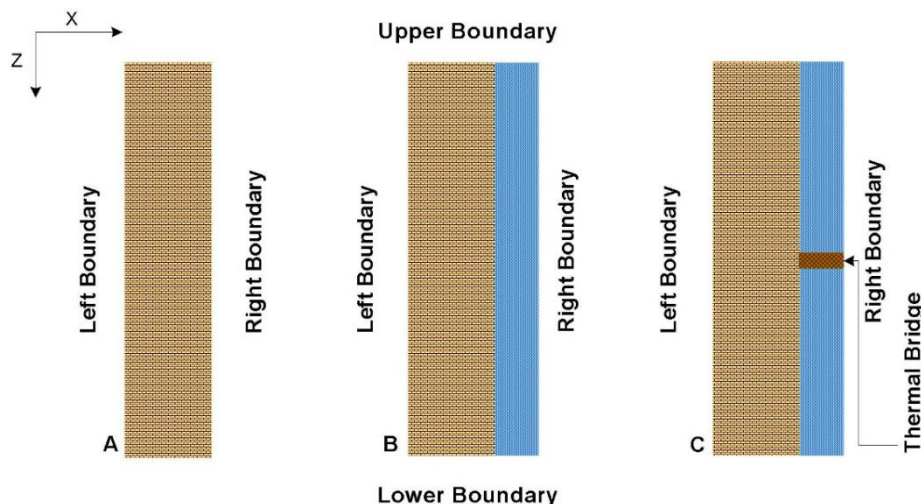 X
Z
Upper Boundary
Left Boundary
Right Boundary
Left Boundary
Right Boundary
Left Boundary
Right Boundary
Thermal Bridge
A
B
C
Lower Boundary